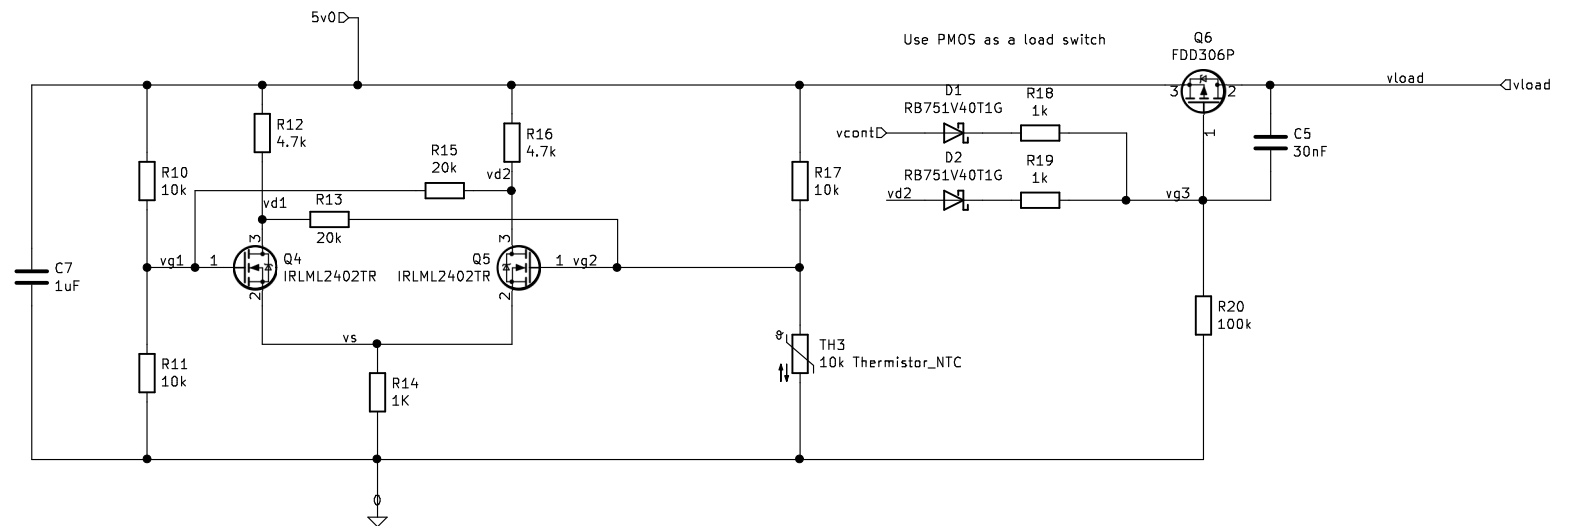 5v0
Use PMOS as a load switch
Q6
FDD306P
vload
vload
3
2
1
D1
RB751V40T1G
R18
1k
vcont
C5
30nF
D2
RB751V40T1G
R19
1k
vd2
vg3
R12
4.7k
R16
4.7k
R15
20k
vd2
R10
10k
R17
10k
vd1
R13
20k
3
3
vg1
1
Q4
IRLML2402TR
Q5
IRLML2402TR
1
vg2
2
2
C7
1uF
R20
100k
vs
TH3
10k Thermistor_NTC
θ
R11
10k
R14
1K
0